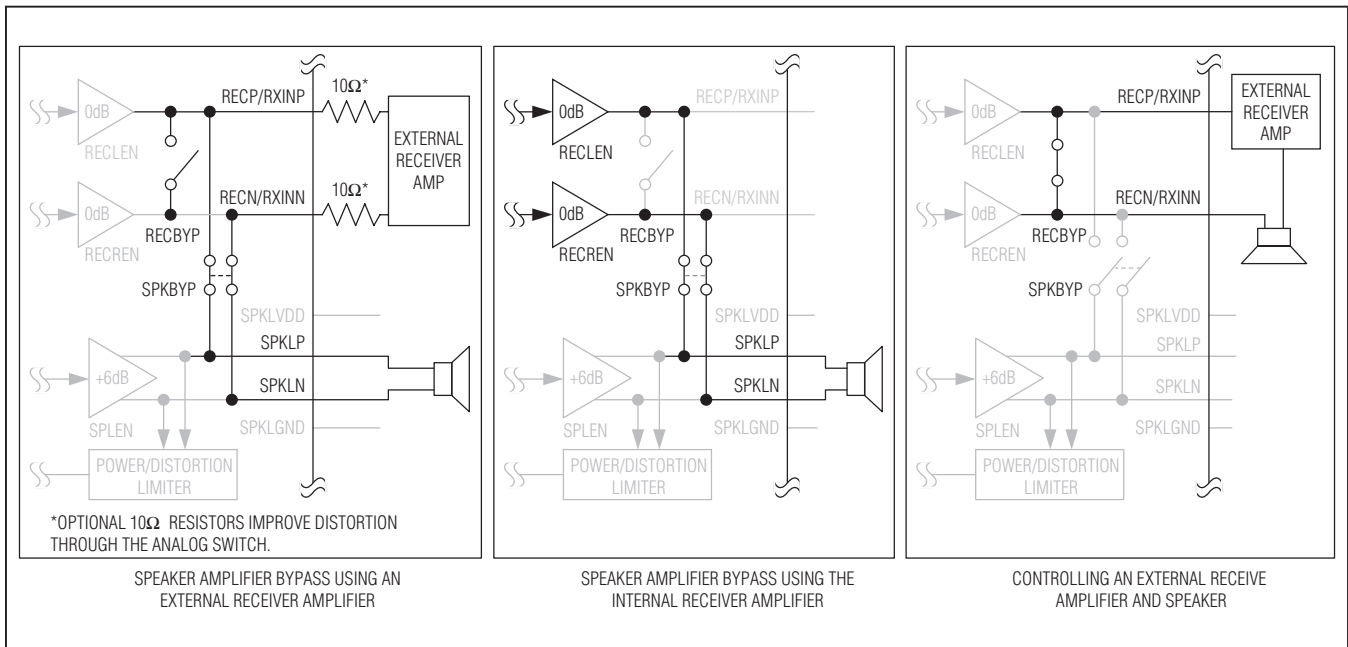 0dB
RECLEN
RECP/RXINP
10Ω*
EXTERNAL
RECEIVER
AMP
0dB
RECREN
RECBYP
RECN/RXINN
10Ω*
SPKBYP
SPKLVDD
SPKLP
+6dB
SPKLN
SPLEN
SPKLGND
POWER/DISTORTION
LIMITER
*OPTIONAL 10Ω RESISTORS IMPROVE DISTORTION
THROUGH THE ANALOG SWITCH.
SPEAKER AMPLIFIER BYPASS USING AN
EXTERNAL RECEIVER AMPLIFIER
0dB
RECLEN
RECP/RXINP
0dB
RECREN
RECBYP
RECN/RXINN
SPKBYP
SPKLVDD
SPKLP
+6dB
SPKLN
SPLEN
SPKLGND
POWER/DISTORTION
LIMITER
SPEAKER AMPLIFIER BYPASS USING THE
INTERNAL RECEIVER AMPLIFIER
0dB
RECLEN
RECP/RXINP
EXTERNAL
RECEIVER
AMP
0dB
RECREN
RECBYP
RECN/RXINN
SPKBYP
SPKLVDD
SPKLP
+6dB
SPKLN
SPLEN
SPKLGND
POWER/DISTORTION
LIMITER
CONTROLLING AN EXTERNAL RECEIVE
AMPLIFIER AND SPEAKER